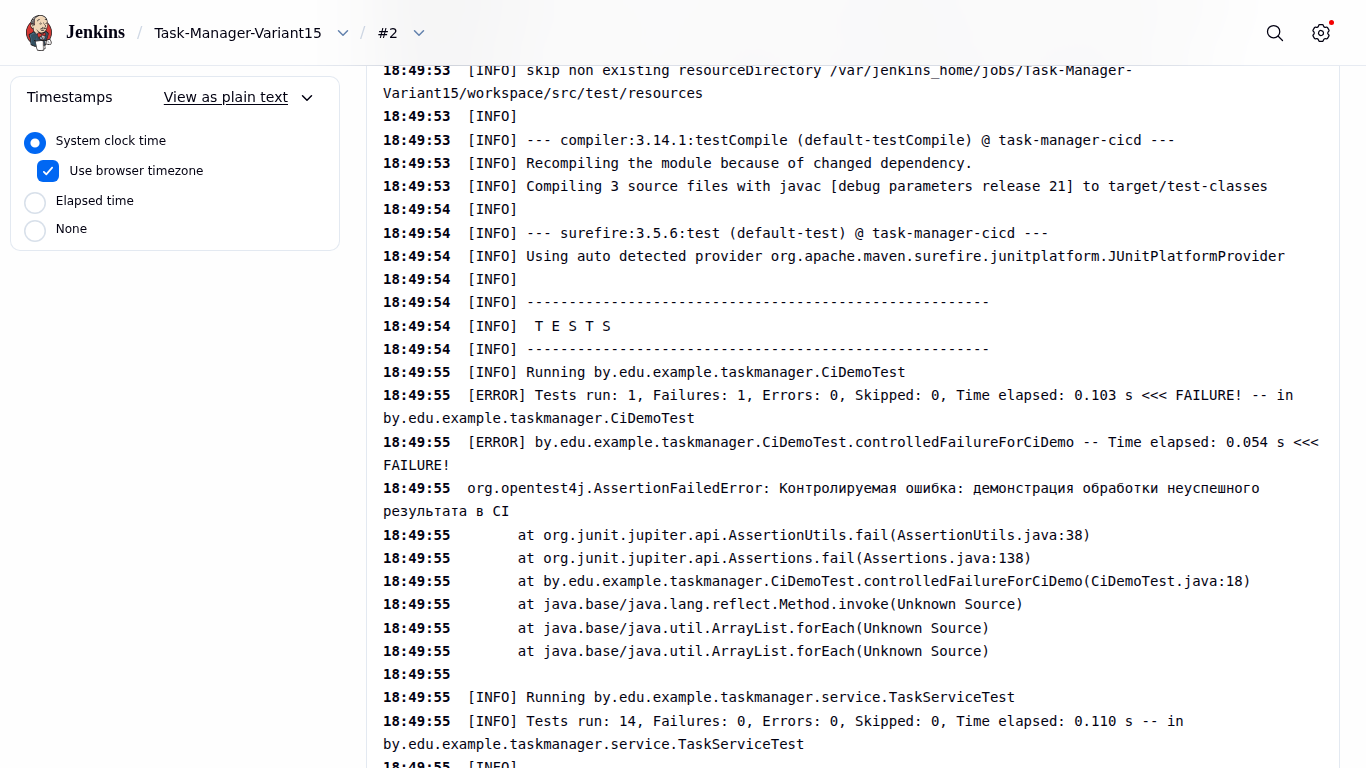 Jenkins / Task-Manager-Variant15 / #2
Timestamps View as plain text
System clock time
Use browser timezone
Elapsed time
None
18:49:53 [INFO] skip non existing resourceDirectory /var/jenkins_home/jobs/Task-Manager-
Variant15/workspace/src/test/resources
18:49:53 [INFO]
18:49:53 [INFO] --- compiler:3.14.1:testCompile (default-testCompile) @ task-manager-cicd ---
18:49:53 [INFO] Recompiling the module because of changed dependency.
18:49:53 [INFO] Compiling 3 source files with javac [debug parameters release 21] to target/test-classes
18:49:54 [INFO]
18:49:54 [INFO] --- surefire:3.5.6:test (default-test) @ task-manager-cicd ---
18:49:54 [INFO] Using auto detected provider org.apache.maven.surefire.junitplatform.JUnitPlatformProvider
18:49:54 [INFO]
18:49:54 [INFO] -------------------------------------------------------
18:49:54 [INFO]  T E S T S
18:49:54 [INFO] -------------------------------------------------------
18:49:55 [INFO] Running by.edu.example.taskmanager.CiDemoTest
18:49:55 [ERROR] Tests run: 1, Failures: 1, Errors: 0, Skipped: 0, Time elapsed: 0.103 s <<< FAILURE! -- in
by.edu.example.taskmanager.CiDemoTest
18:49:55 [ERROR] by.edu.example.taskmanager.CiDemoTest.controlledFailureForCiDemo -- Time elapsed: 0.054 s <<<
FAILURE!
18:49:55 org.opentest4j.AssertionFailedError: Контролируемая ошибка: демонстрация обработки неуспешного
результата в CI
18:49:55 at org.junit.jupiter.api.AssertionUtils.fail(AssertionUtils.java:38)
18:49:55 at org.junit.jupiter.api.Assertions.fail(Assertions.java:138)
18:49:55 at by.edu.example.taskmanager.CiDemoTest.controlledFailureForCiDemo(CiDemoTest.java:18)
18:49:55 at java.base/java.lang.reflect.Method.invoke(Unknown Source)
18:49:55 at java.base/java.util.ArrayList.forEach(Unknown Source)
18:49:55 at java.base/java.util.ArrayList.forEach(Unknown Source)
18:49:55
18:49:55 [INFO] Running by.edu.example.taskmanager.service.TaskServiceTest
18:49:55 [INFO] Tests run: 14, Failures: 0, Errors: 0, Skipped: 0, Time elapsed: 0.110 s -- in
by.edu.example.taskmanager.service.TaskServiceTest
18:49:55 [INFO]